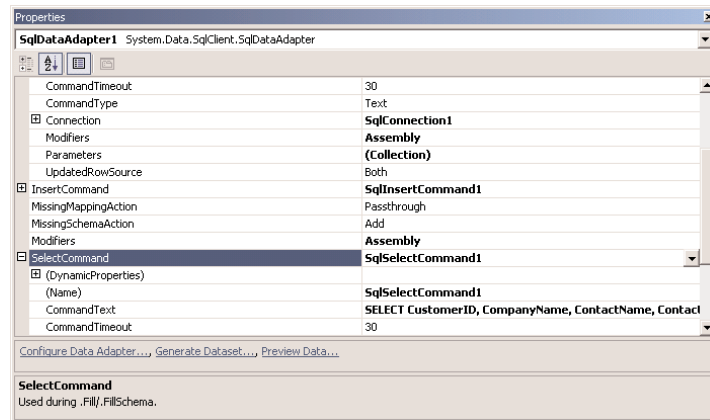 Properties
SqlDataAdapter1 System.Data.SqlClient.SqlDataAdapter
CommandTimeout 30
CommandType Text
Connection SqlConnection1
Modifiers Assembly
Parameters (Collection)
UpdatedRowSource Both
InsertCommand SqlInsertCommand1
MissingMappingAction Passthrough
MissingSchemaAction Add
Modifiers Assembly
SelectCommand SqlSelectCommand1
(DynamicProperties)
(Name) SqlSelectCommand1
CommandText SELECT CustomerID, CompanyName, ContactName, Contact
CommandTimeout 30
Configure Data Adapter..., Generate Dataset..., Preview Data...
SelectCommand
Used during .Fill/.FillSchema.